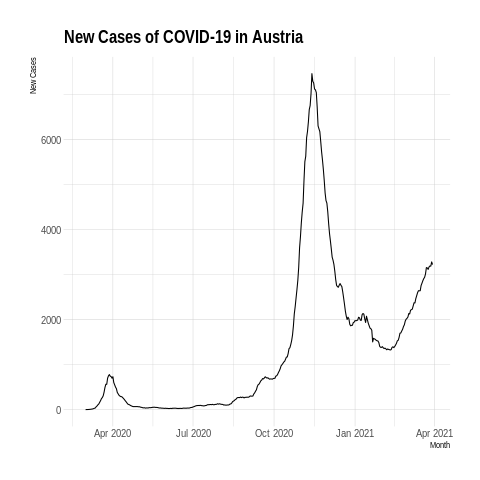 New Cases of COVID-19 in Austria
New Cases
6000
4000
2000
0
Apr 2020 Jul 2020 Oct 2020 Jan 2021 Apr 2021
Month